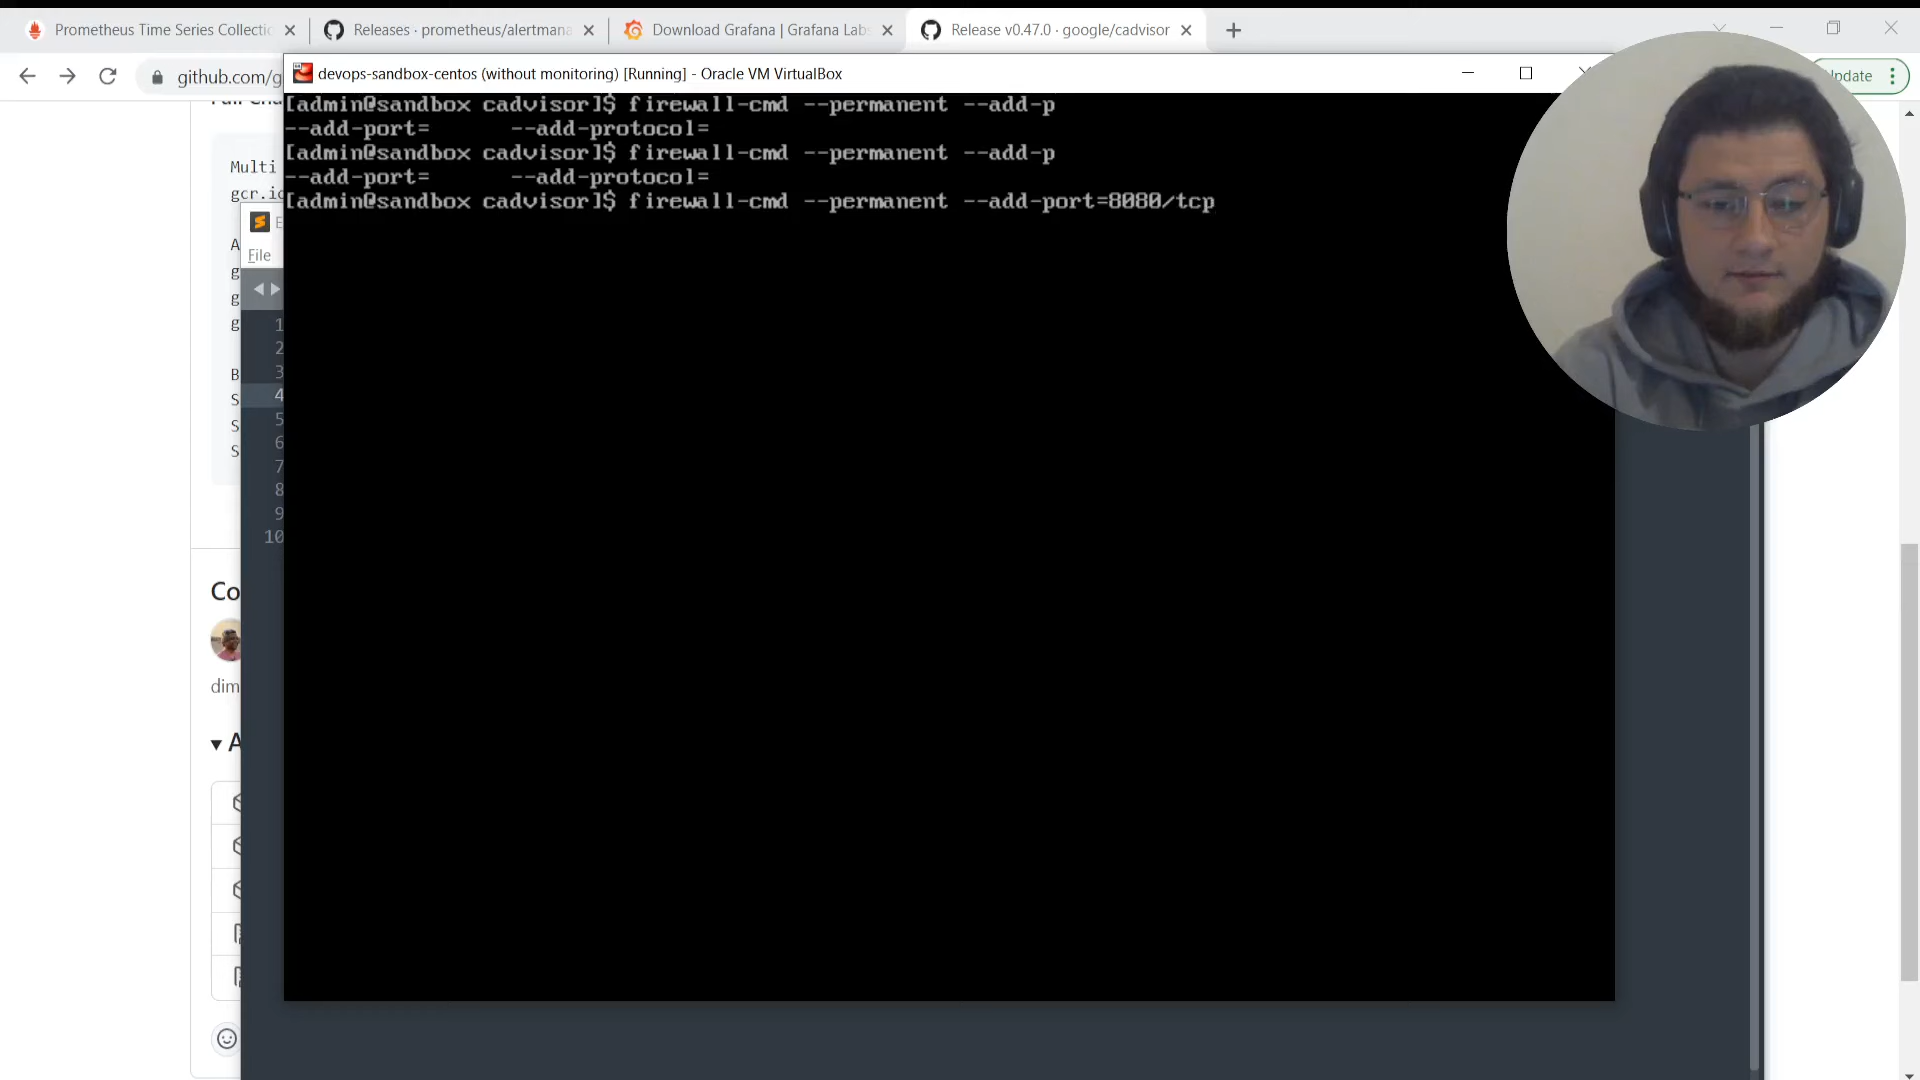 Prometheus Time Series Collectio
Releases · prometheus/alertmana
Download Grafana | Grafana Labs
Release v0.47.0 · google/cadvisor
github.com/g
Update
devops-sandbox-centos (without monitoring) [Running] - Oracle VM VirtualBox
[admin@sandbox cadvisor]$ firewall-cmd --permanent --add-p
--add-port= --add-protocol=
[admin@sandbox cadvisor]$ firewall-cmd --permanent --add-p
--add-port= --add-protocol=
[admin@sandbox cadvisor]$ firewall-cmd --permanent --add-port=8080/tcp
Multi
gcr.io
A
g
g
g
B
S
S
S
File
1
2
3
4
5
6
7
8
9
10
Co
dim
A